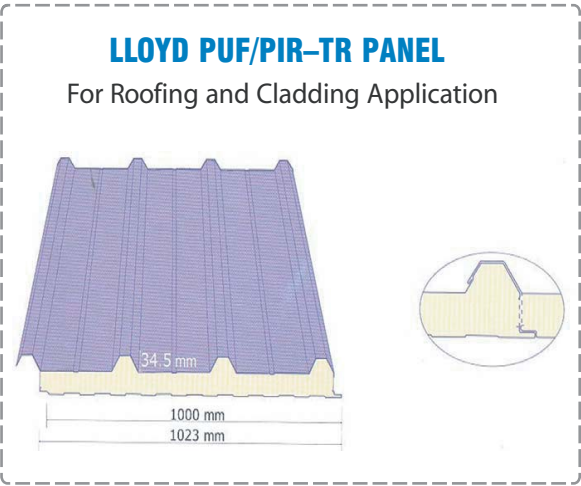 LLOYD PUF/PIR–TR PANEL
For Roofing and Cladding Application
34.5 mm
1000 mm
1023 mm